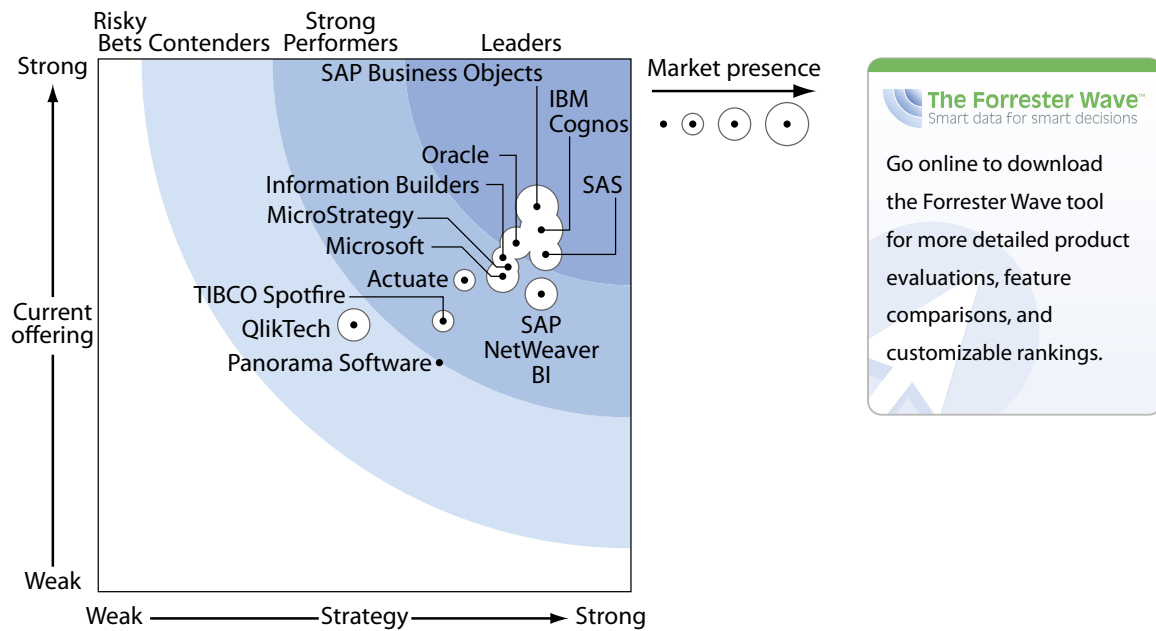 Risky
Bets
Contenders
Strong
Performers
Leaders
Strong
Current
offering
Weak
SAP Business Objects
IBM
Cognos
Oracle
SAS
Information Builders
MicroStrategy
Microsoft
Actuate
TIBCO Spotfire
QlikTech
SAP
NetWeaver
BI
Panorama Software
Weak
Strategy
Strong
Market presence
The Forrester Wave™
Smart data for smart decisions
Go online to download
the Forrester Wave tool
for more detailed product
evaluations, feature
comparisons, and
customizable rankings.